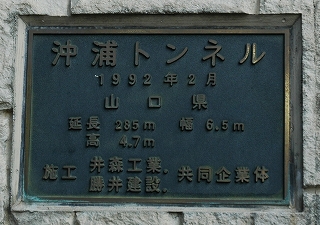 沖浦トンネル
1992年2月
山口県
延長 285m 幅 6.5m
高 4.7m
施工 井森工業, 勝井建設, 共同企業体